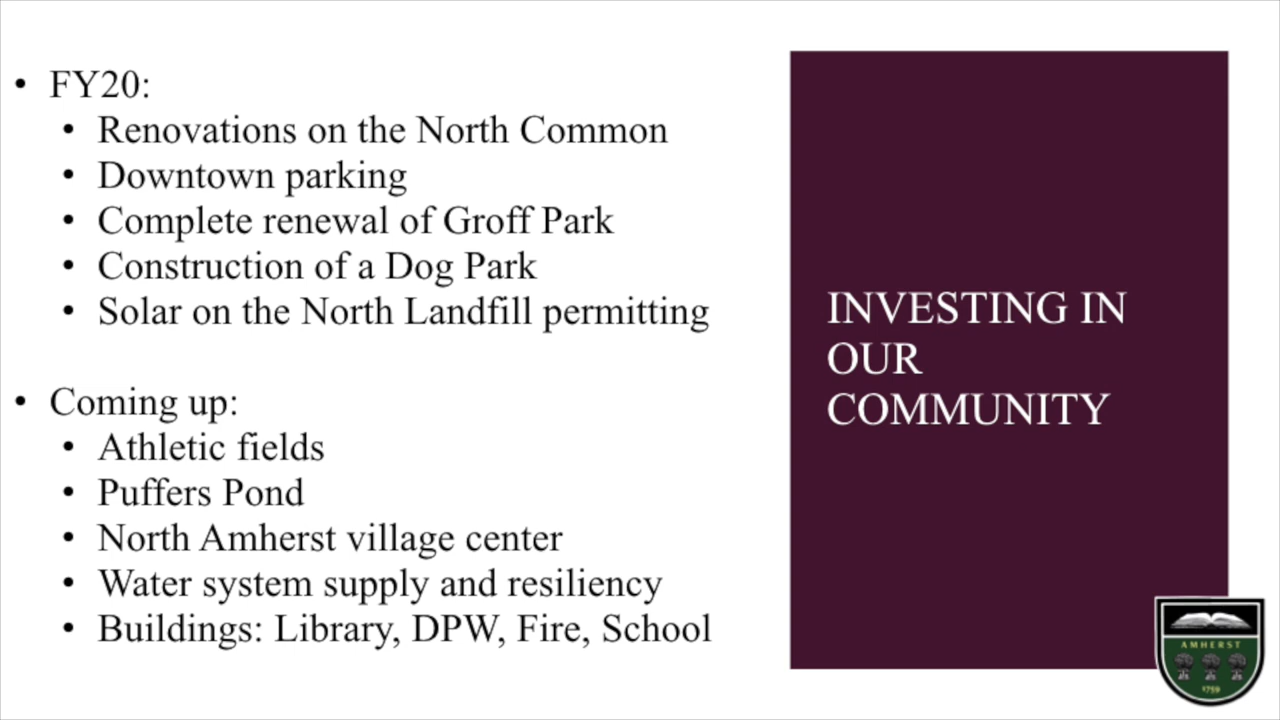 • FY20:
• Renovations on the North Common
• Downtown parking
• Complete renewal of Groff Park
• Construction of a Dog Park
• Solar on the North Landfill permitting
• Coming up:
• Athletic fields
• Puffers Pond
• North Amherst village center
• Water system supply and resiliency
• Buildings: Library, DPW, Fire, School
INVESTING IN
OUR
COMMUNITY
AMHERST
1759